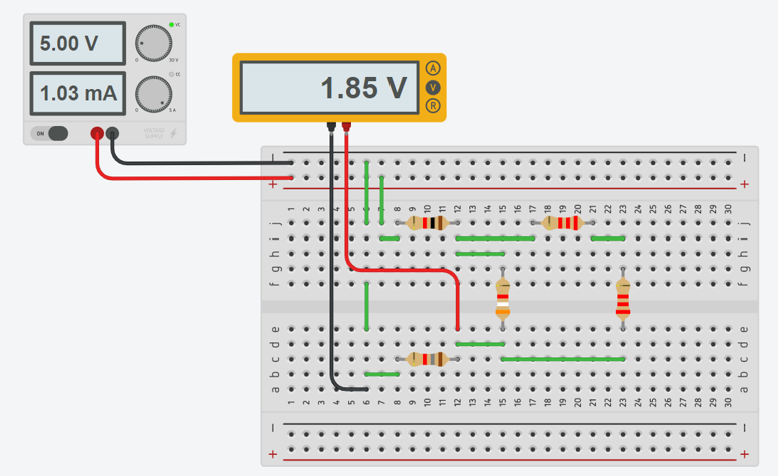 5.00 V
1.03 mA
0 30 V
0 5 A
ON
VOLTAGE
SUPPLY
1.85 V
A
V
R
− −
+ +
1 2 3 4 5 6 7 8 9 10 11 12 13 14 15 16 17 18 19 20 21 22 23 24 25 26 27 28 29 30
j j
i i
h h
g g
f f
e e
d d
c c
b b
a a
1 2 3 4 5 6 7 8 9 10 11 12 13 14 15 16 17 18 19 20 21 22 23 24 25 26 27 28 29 30
− −
+ +